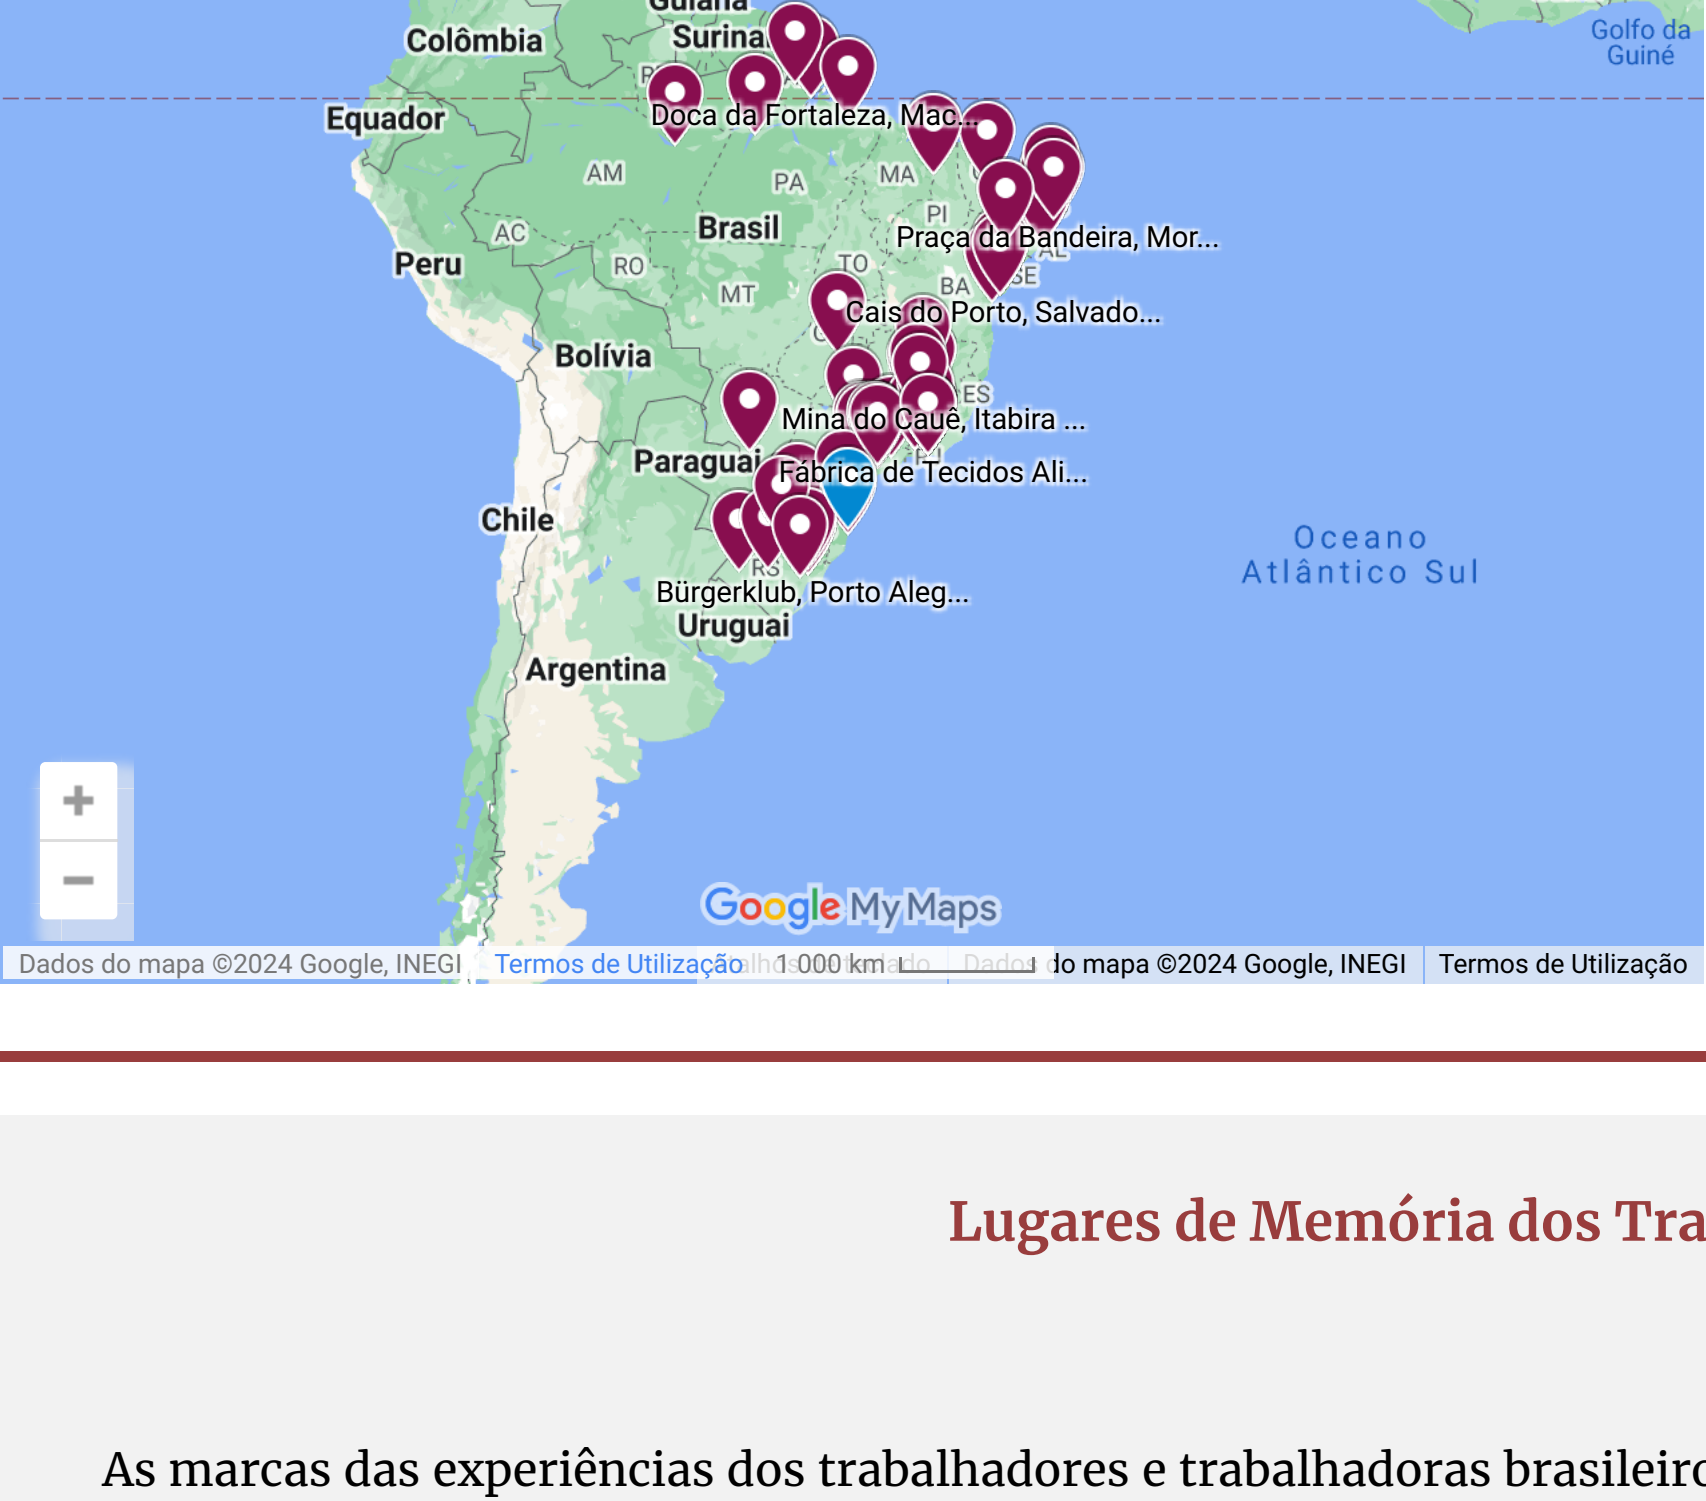 Guiana
Colômbia
Golfo da
Guiné
Equador
Doca da Fortaleza, Mac...
AM
PA
MA
PI
AC
Brasil
Praça da Bandeira, Mor...
AL
Peru
RO
TO
SE
MT
BA
Cais do Porto, Salvado...
Bolívia
ES
Mina do Cauê, Itabira ...
Paraguai
Fábrica de Tecidos Ali...
Chile
Oceano
Atlântico Sul
RS
Bürgerklub, Porto Aleg...
Uruguai
Argentina
+
−
Google My Maps
Dados do mapa ©2024 Google, INEGI Termos de Utilização 1 000 km Dados do mapa ©2024 Google, INEGI Termos de Utilização
Lugares de Memória dos Tra
As marcas das experiências dos trabalhadores e trabalhadoras brasileiro